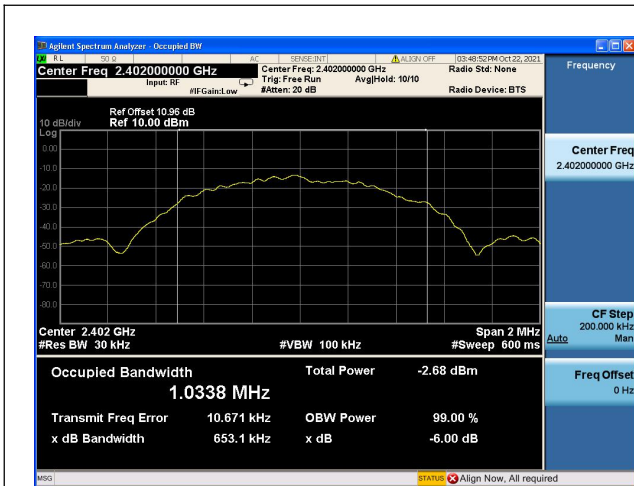 Agilent Spectrum Analyzer - Occupied BW
RL 50 Ω AC SENSE:INT ALIGN OFF 03:48:52PM Oct 22, 2021
Center Freq 2.402000000 GHz
Center Freq: 2.402000000 GHz
Radio Std: None
Input: RF
Trig: Free Run Avg|Hold: 10/10
#IFGain:Low
#Atten: 20 dB
Radio Device: BTS
Frequency
Ref Offset 10.96 dB
10 dB/div Ref 10.00 dBm
Log
0.00
-10.0
-20.0
-30.0
-40.0
-50.0
-60.0
-70.0
-80.0
Center Freq
2.402000000 GHz
Center 2.402 GHz Span 2 MHz
#Res BW 30 kHz #VBW 100 kHz #Sweep 600 ms
CF Step
200.000 kHz
Auto Man
Occupied Bandwidth Total Power -2.68 dBm
1.0338 MHz
Transmit Freq Error 10.671 kHz OBW Power 99.00 %
x dB Bandwidth 653.1 kHz x dB -6.00 dB
Freq Offset
0 Hz
MSG STATUS Align Now, All required